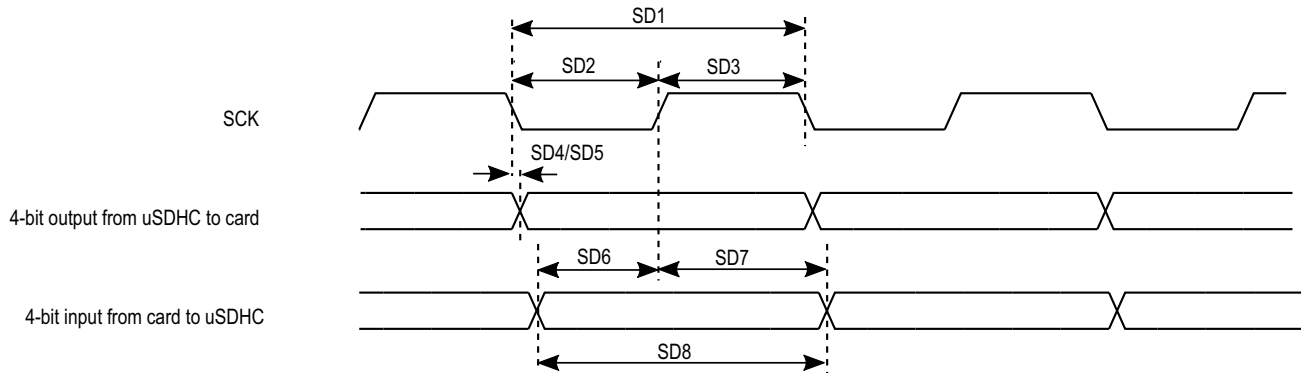 SD1
SD2
SD3
SCK
SD4/SD5
4-bit output from uSDHC to card
SD6
SD7
4-bit input from card to uSDHC
SD8